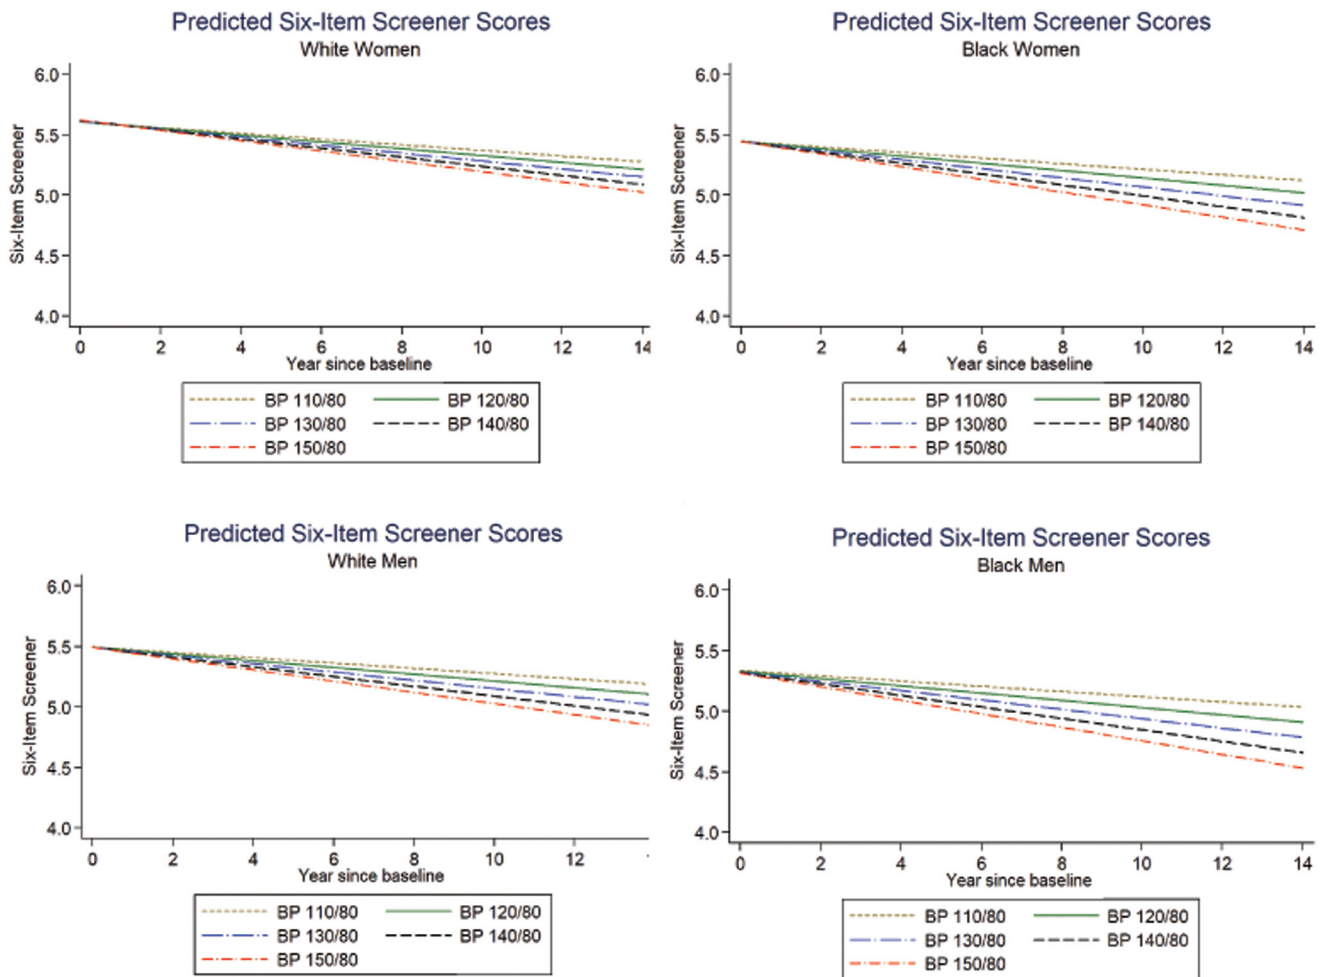 Predicted Six-Item Screener Scores
White Women
6.0
5.5
5.0
4.5
4.0
Six-Item Screener
0 2 4 6 8 10 12 14
Year since baseline
BP 110/80 BP 120/80
BP 130/80 BP 140/80
BP 150/80
Predicted Six-Item Screener Scores
Black Women
6.0
5.5
5.0
4.5
4.0
Six-Item Screener
0 2 4 6 8 10 12 14
Year since baseline
BP 110/80 BP 120/80
BP 130/80 BP 140/80
BP 150/80
Predicted Six-Item Screener Scores
White Men
6.0
5.5
5.0
4.5
4.0
Six-Item Screener
0 2 4 6 8 10 12
Year since baseline
BP 110/80 BP 120/80
BP 130/80 BP 140/80
BP 150/80
Predicted Six-Item Screener Scores
Black Men
6.0
5.5
5.0
4.5
4.0
Six-Item Screener
0 2 4 6 8 10 12 14
Year since baseline
BP 110/80 BP 120/80
BP 130/80 BP 140/80
BP 150/80